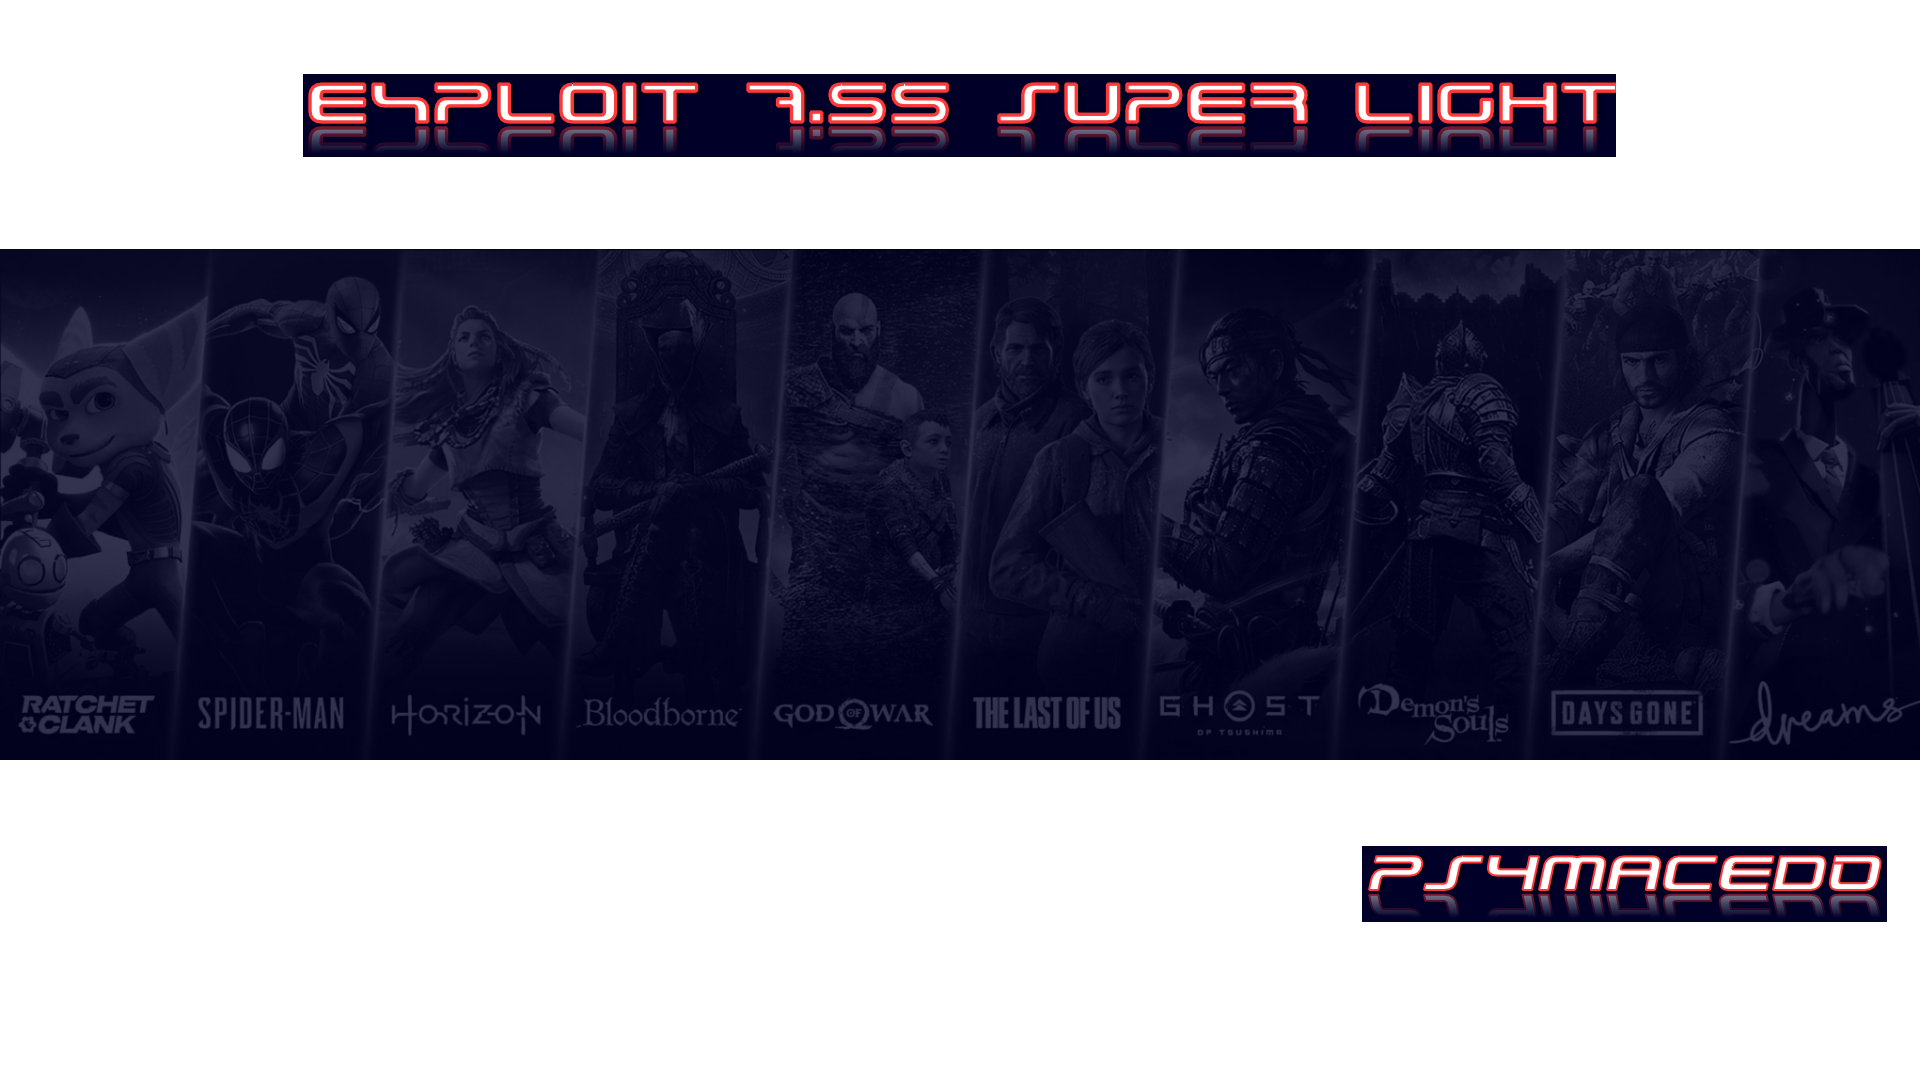 EXPLOIT 7.55 SUPER LIGHT
RATCHET & CLANK
SPIDER-MAN
HORIZON
Bloodborne
GOD OF WAR
THE LAST OF US
GHOST
OF TSUSHIMA
Demon's
Souls
DAYS GONE
dreams
PS4MACEDO